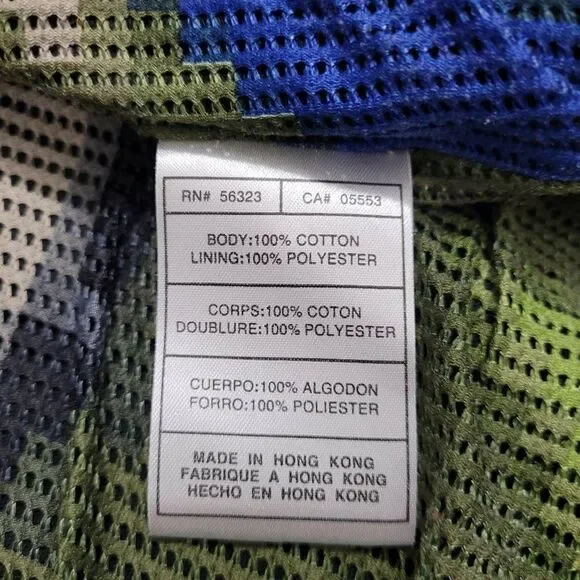 RN# 56323 CA# 05553
BODY:100% COTTON
LINING:100% POLYESTER
CORPS:100% COTON
DOUBLURE:100% POLYESTER
CUERPO:100% ALGODON
FORRO:100% POLIESTER
MADE IN HONG KONG
FABRIQUE A HONG KONG
HECHO EN HONG KONG